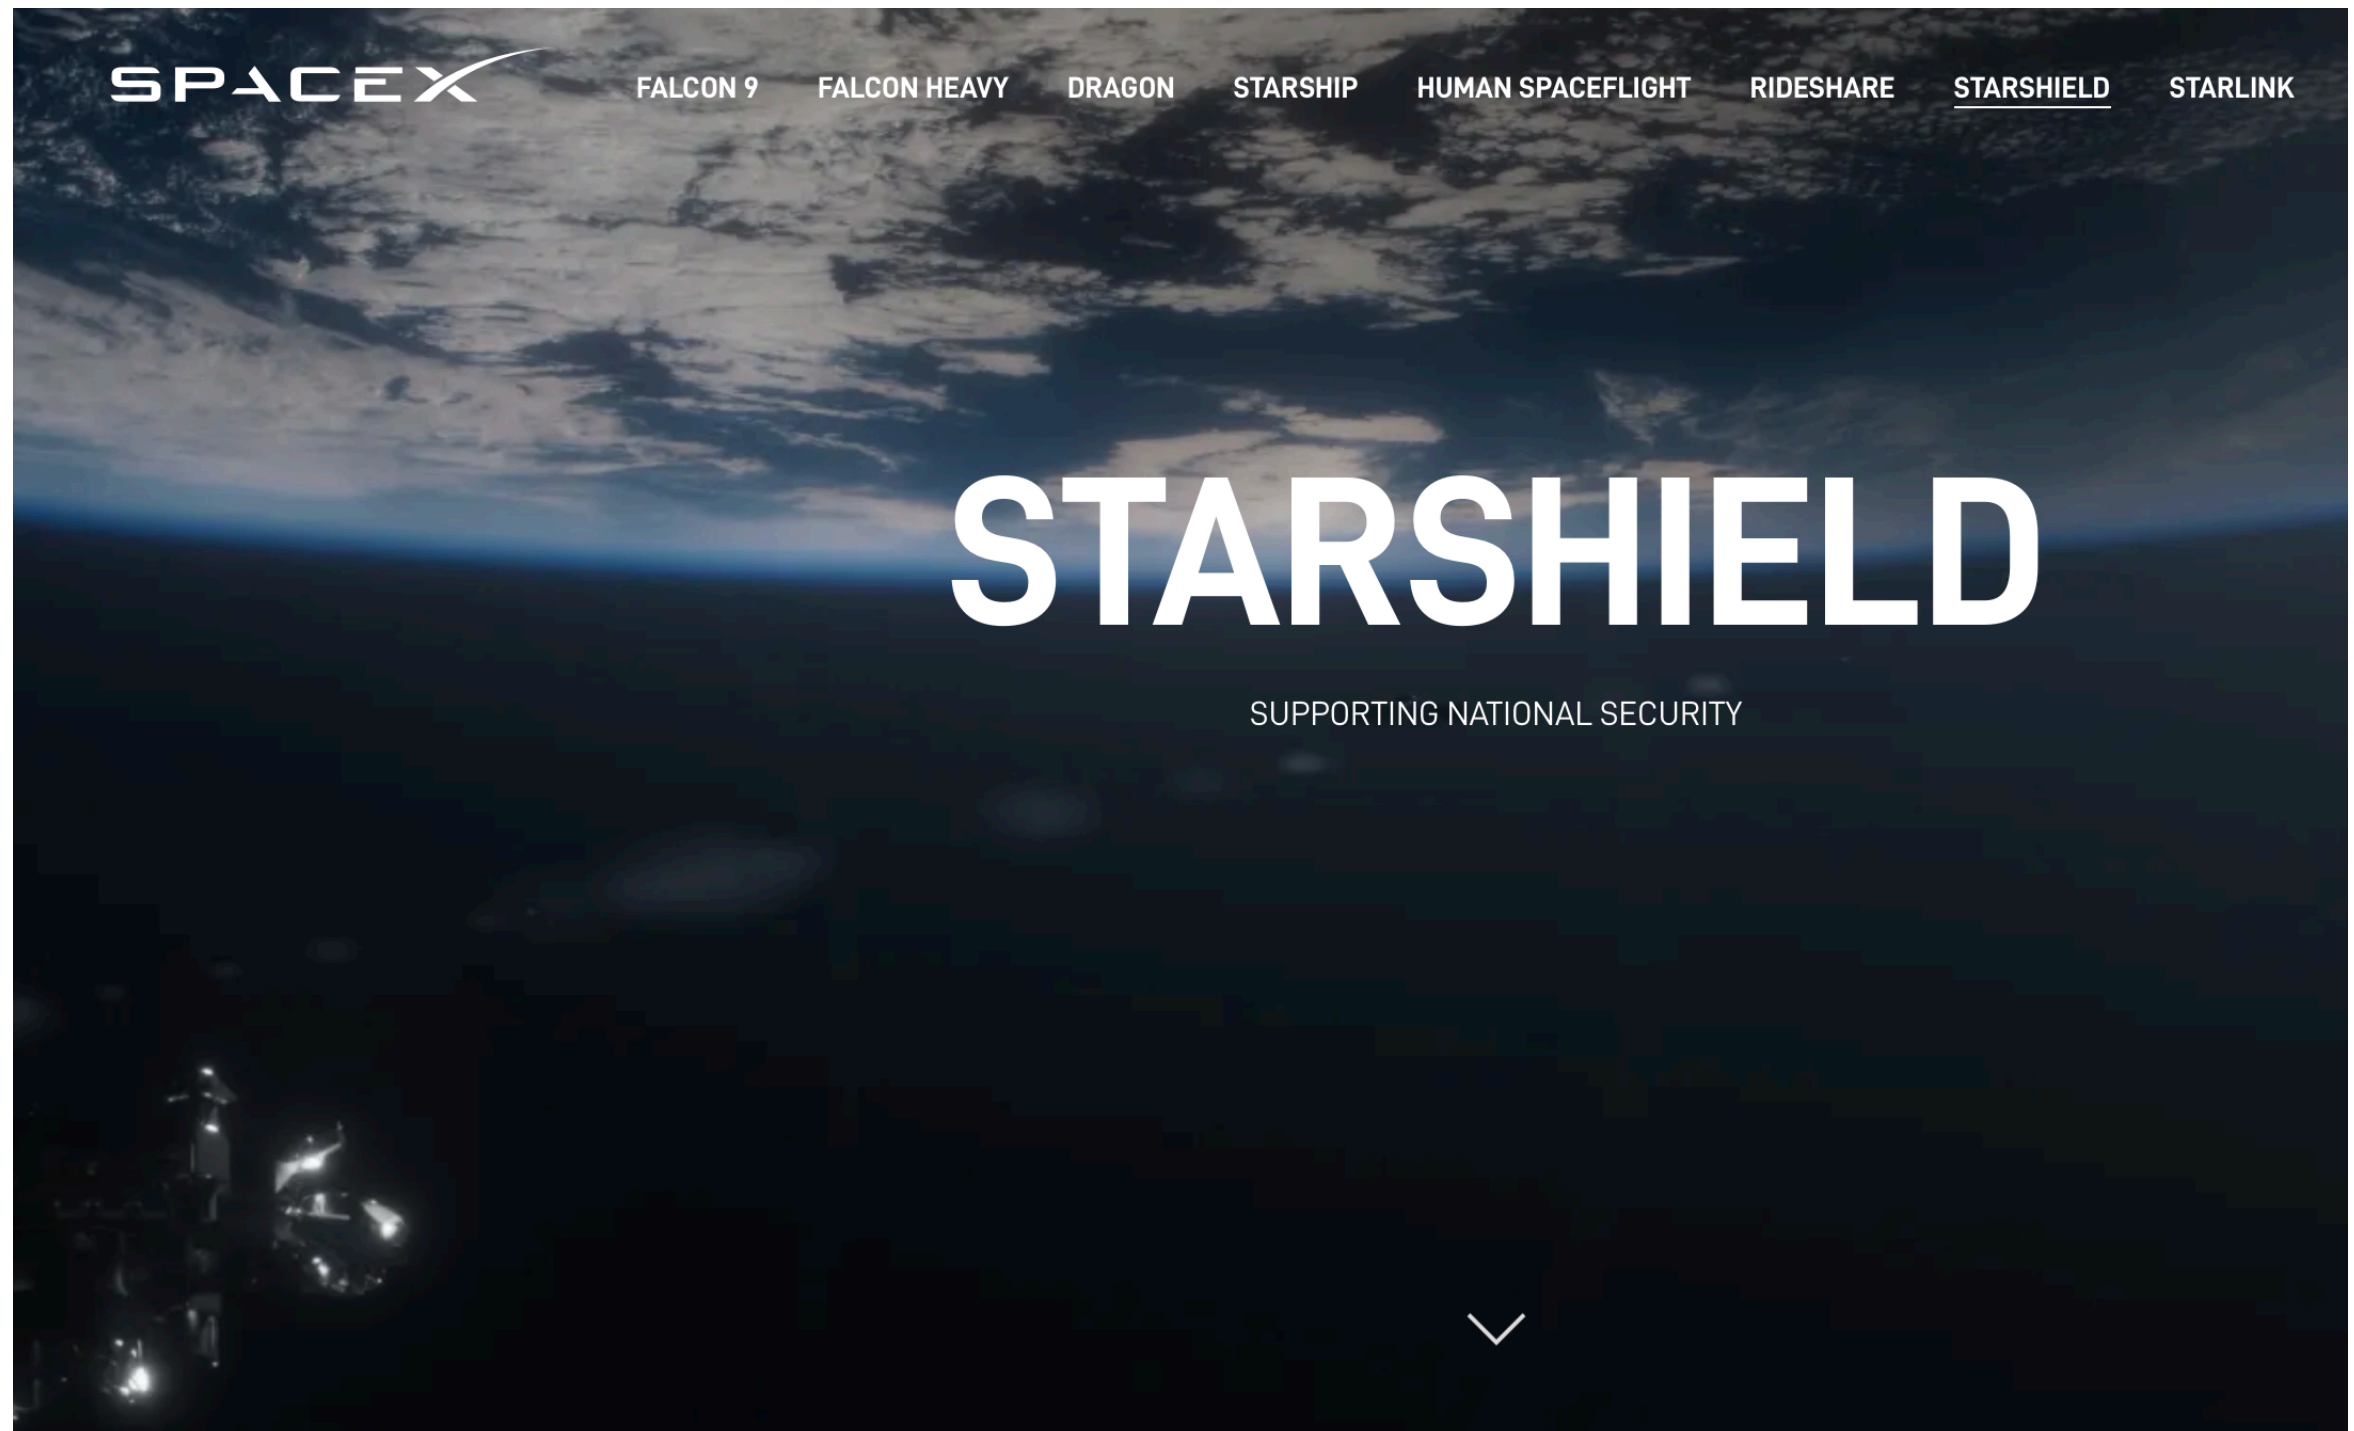 SPACEX FALCON 9 FALCON HEAVY DRAGON STARSHIP HUMAN SPACEFLIGHT RIDESHARE STARSHIELD STARLINK
STARSHIELD
SUPPORTING NATIONAL SECURITY